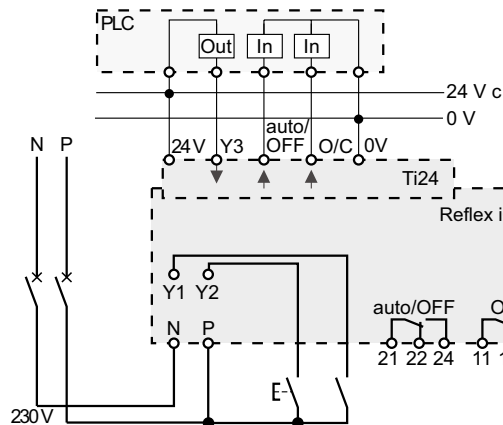 PLC
Out In In
24 V c
0 V
N P
24V Y3 auto/OFF O/C 0V
Ti24
Reflex i
Y1 Y2
N P
auto/OFF O
21 22 24 11 1
E
230V